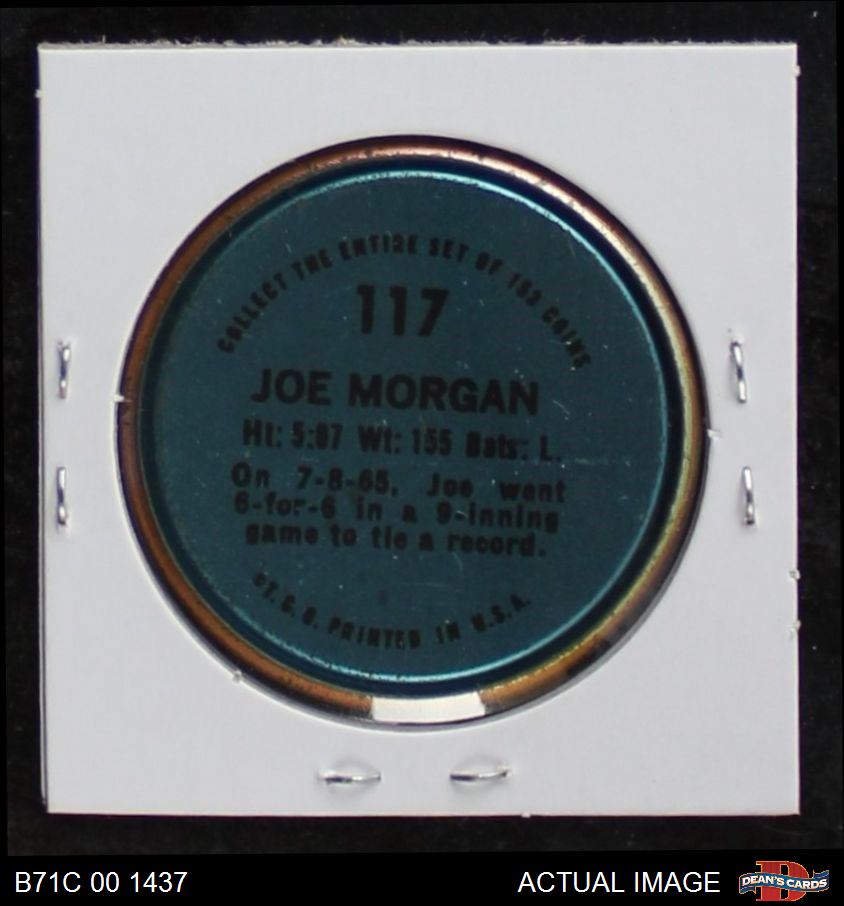 COLLECT THE ENTIRE SET OF 153 COINS
117
JOE MORGAN
Ht: 5:07 Wt: 155 Bats: L.
On 7-8-65, Joe went
6-for-6 in a 9-inning
game to tie a record.
©T.C.G. PRINTED IN U.S.A.
B71C 00 1437
ACTUAL IMAGE
DEAN'S CARDS